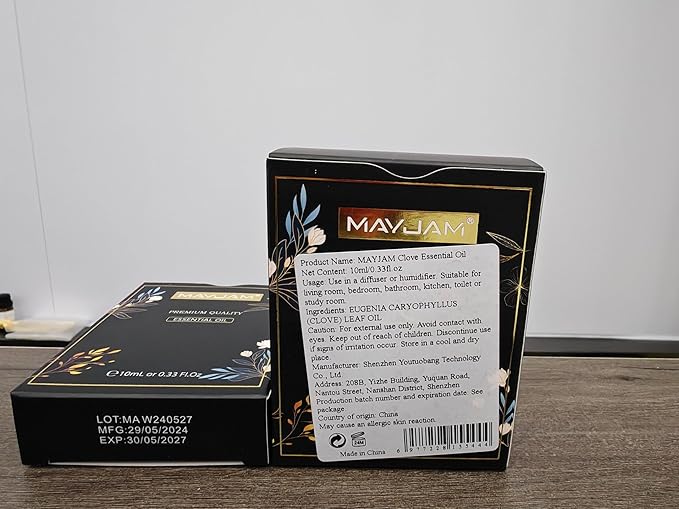 MAYJAM®
Product Name: MAYJAM Clove Essential Oil
Net Content: 10ml/0.33fl oz
Usage: Use in a diffuser or humidifier. Suitable for
living room, bedroom, bathroom, kitchen, toilet or
study room.
Ingredients: EUGENIA CARYOPHYLLUS
(CLOVE) LEAF OIL
Caution: For external use only. Avoid contact with
eyes. Keep out of reach of children. Discontinue use
if signs of irritation occur. Store in a cool and dry
place.
Manufacturer: Shenzhen Youtuobang Technology
Co., Ltd
Address: 208B, Yizhe Building, Yuquan Road,
Nantou Street, Nanshan District, Shenzhen
Production batch number and expiration date: See
package.
Country of origin: China
May cause an allergic skin reaction.
24M
Made in China
6 977228 153444
MAYJAM
PREMIUM QUALITY
ESSENTIAL OIL
℮10mL or 0.33 Fl.Oz
LOT:MA W240527
MFG:29/05/2024
EXP:30/05/2027